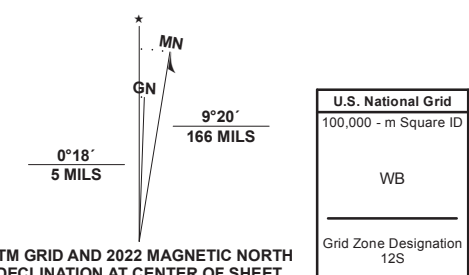 ★
MN
GN
9°20´
166 MILS
0°18´
5 MILS
TM GRID AND 2022 MAGNETIC NORTH
DECLINATION AT CENTER OF SHEET
U.S. National Grid
100,000 - m Square ID
WB
Grid Zone Designation
12S